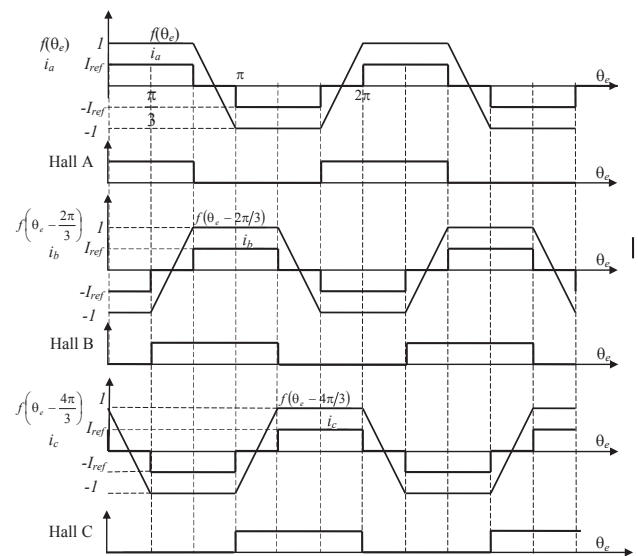 f(θe)
ia
1
f(θe)
ia
Iref
π
θe
π
3
2π
-Iref
-1
Hall A
θe
f(θe − 2π/3)
ib
1
f(θe − 2π/3)
Iref
ib
θe
-Iref
-1
Hall B
θe
f(θe − 4π/3)
ic
1
f(θe − 4π/3)
Iref
ic
θe
-Iref
-1
Hall C
θe